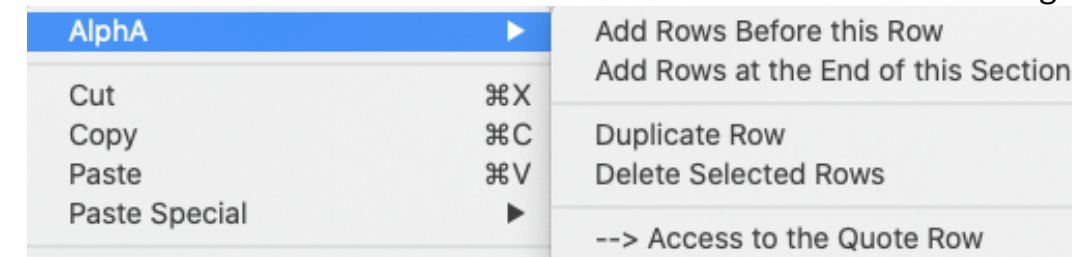 AlphA ▶
Cut ⌘X
Copy ⌘C
Paste ⌘V
Paste Special ▶
Add Rows Before this Row
Add Rows at the End of this Section
Duplicate Row
Delete Selected Rows
--> Access to the Quote Row